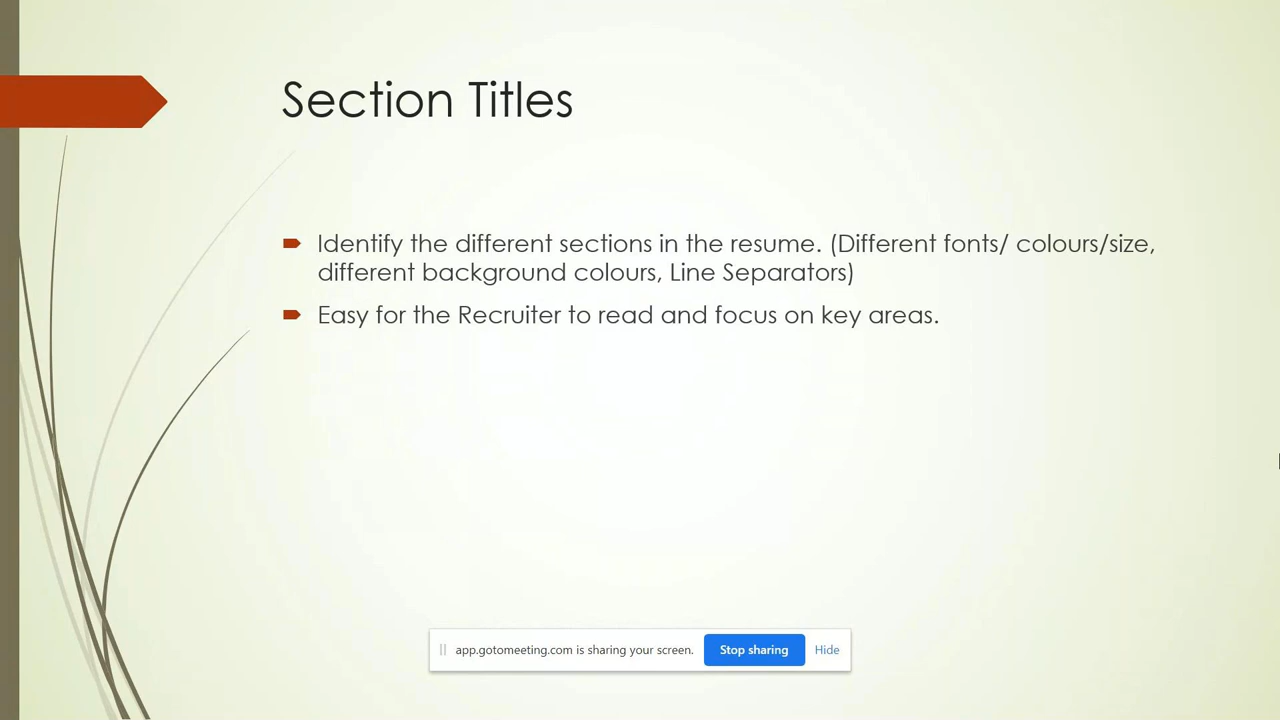 Section Titles
Identify the different sections in the resume. (Different fonts/ colours/size,
different background colours, Line Separators)
Easy for the Recruiter to read and focus on key areas.
app.gotomeeting.com is sharing your screen. Stop sharing Hide